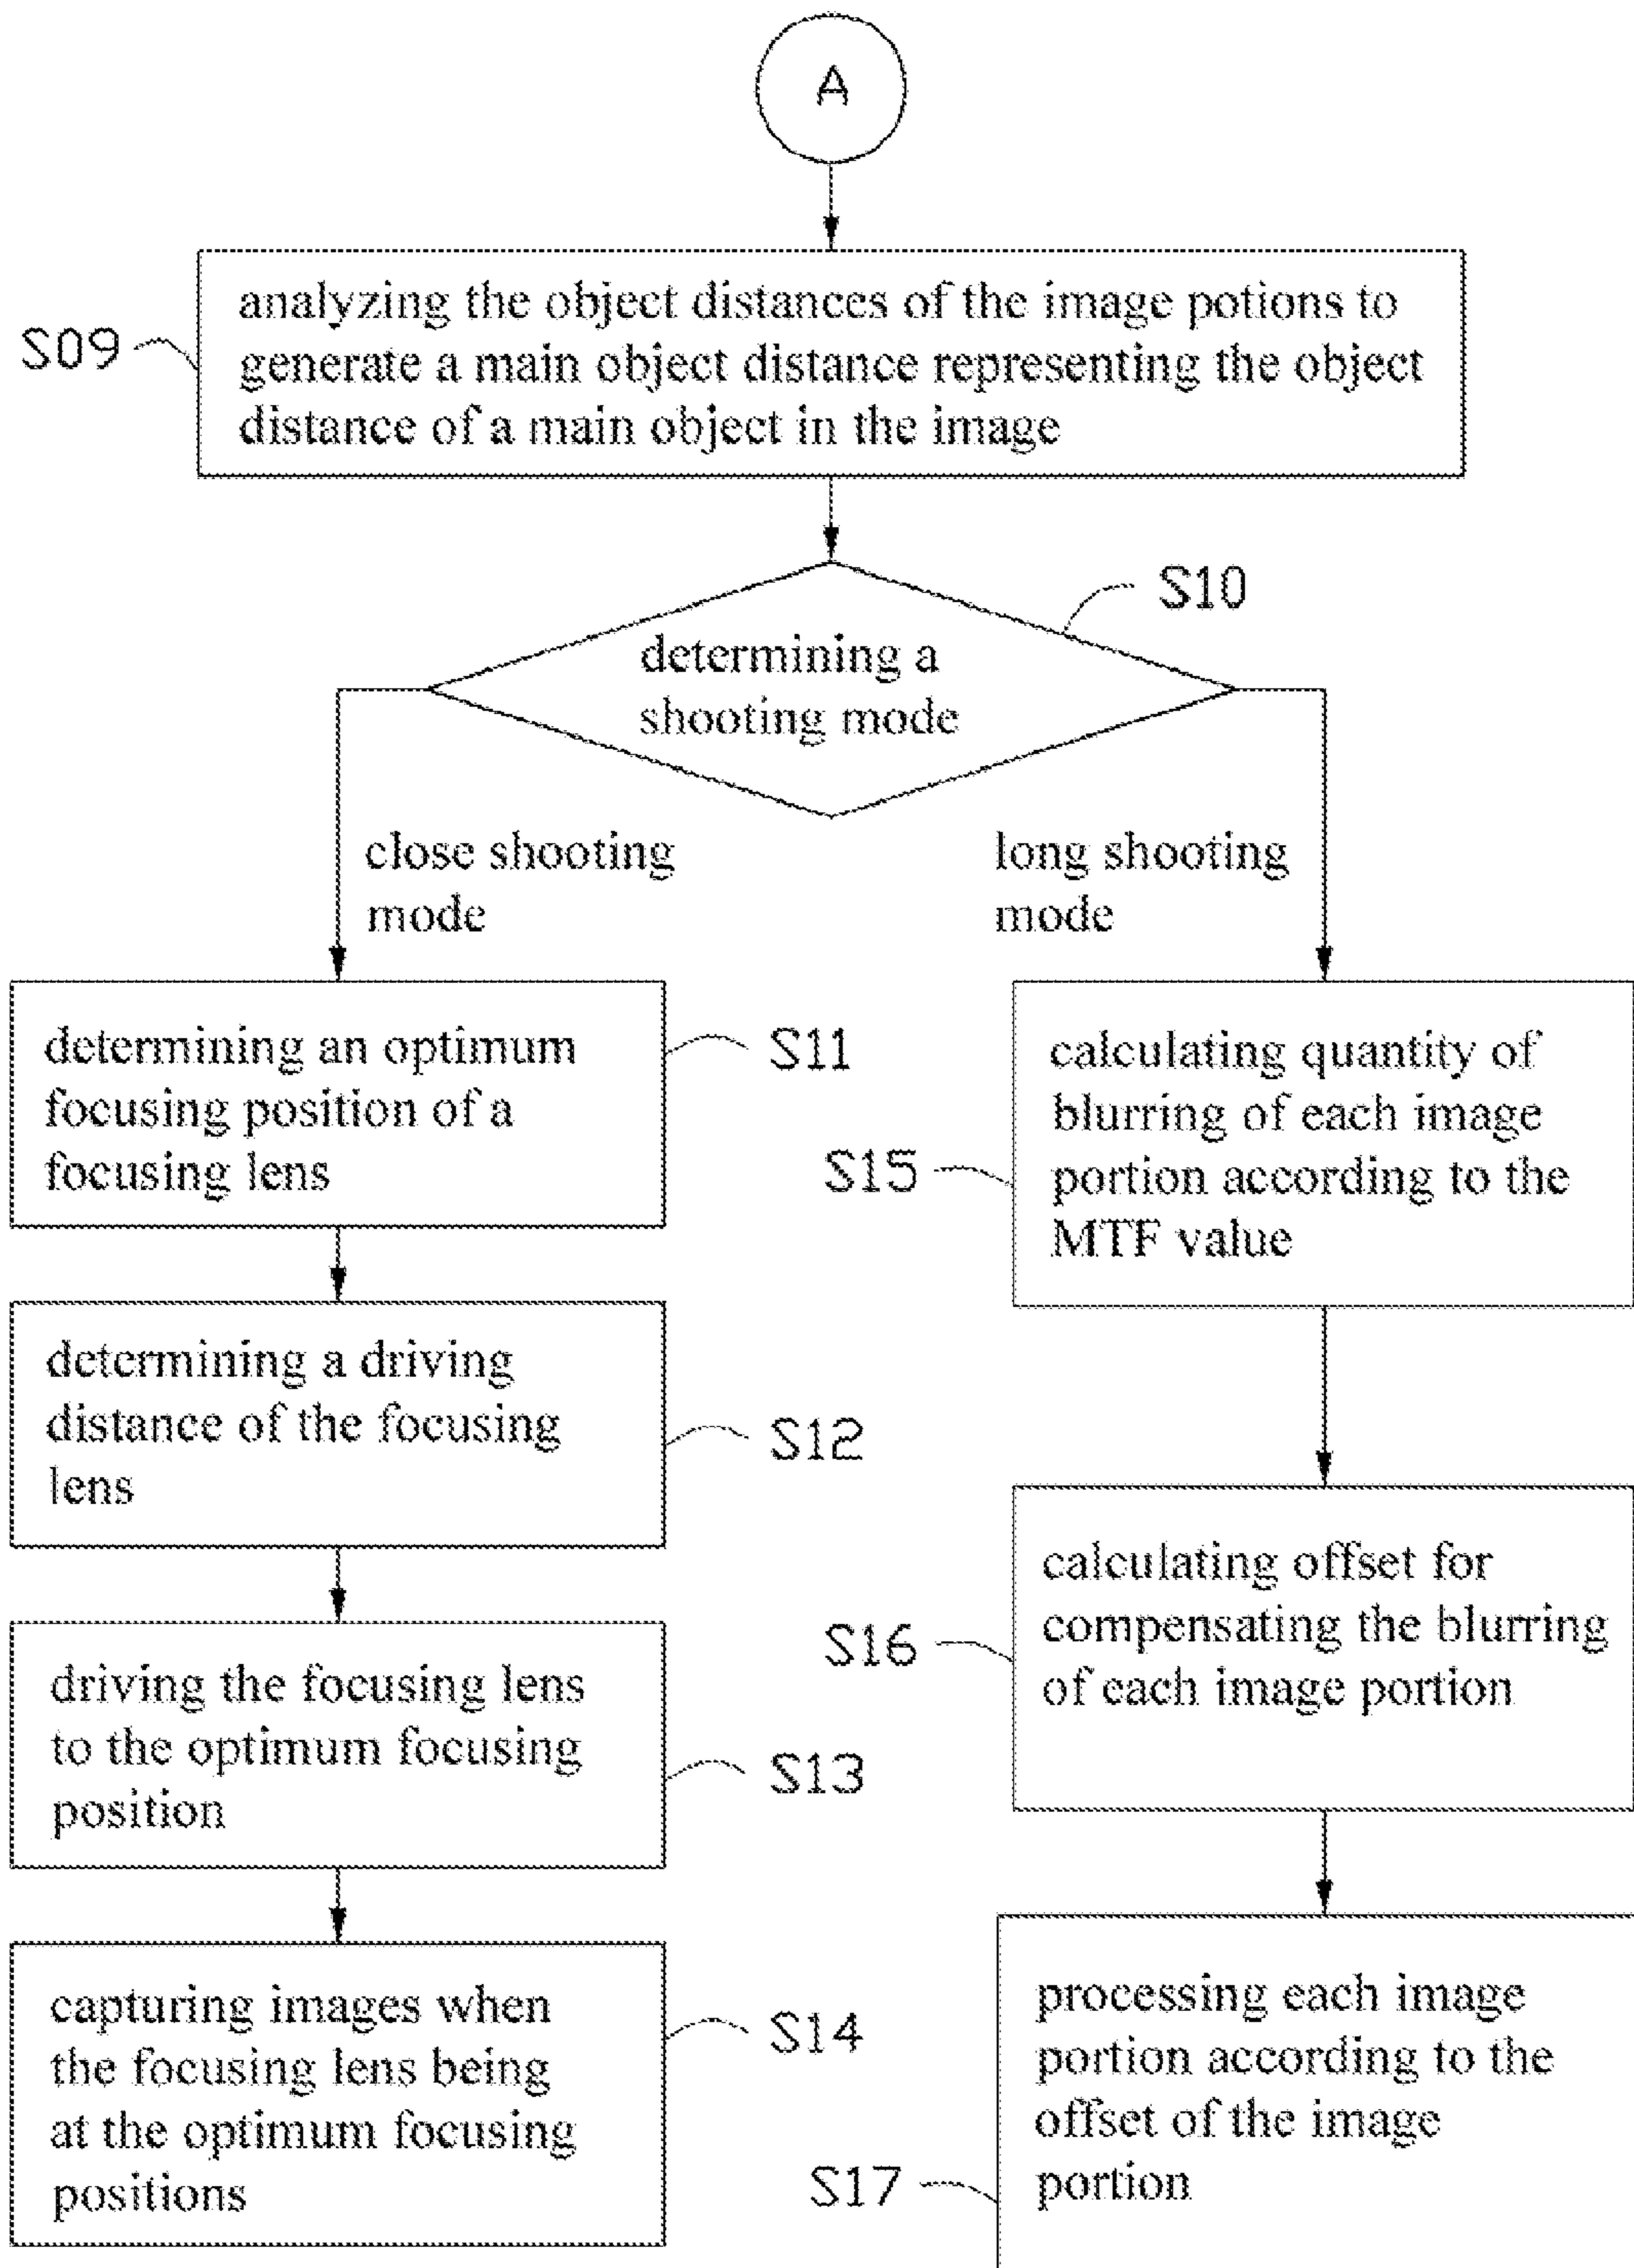 A
S09
analyzing the object distances of the image potions to
generate a main object distance representing the object
distance of a main object in the image
S10
determining a
shooting mode
close shooting
mode
long shooting
mode
determining an optimum
focusing position of a
focusing lens
S11
determining a driving
distance of the focusing
lens
S12
driving the focusing lens
to the optimum focusing
position
S13
capturing images when
the focusing lens being
at the optimum focusing
positions
S14
S15
calculating quantity of
blurring of each image
portion according to the
MTF value
S16
calculating offset for
compensating the blurring
of each image portion
S17
processing each image
portion according to the
offset of the image
portion